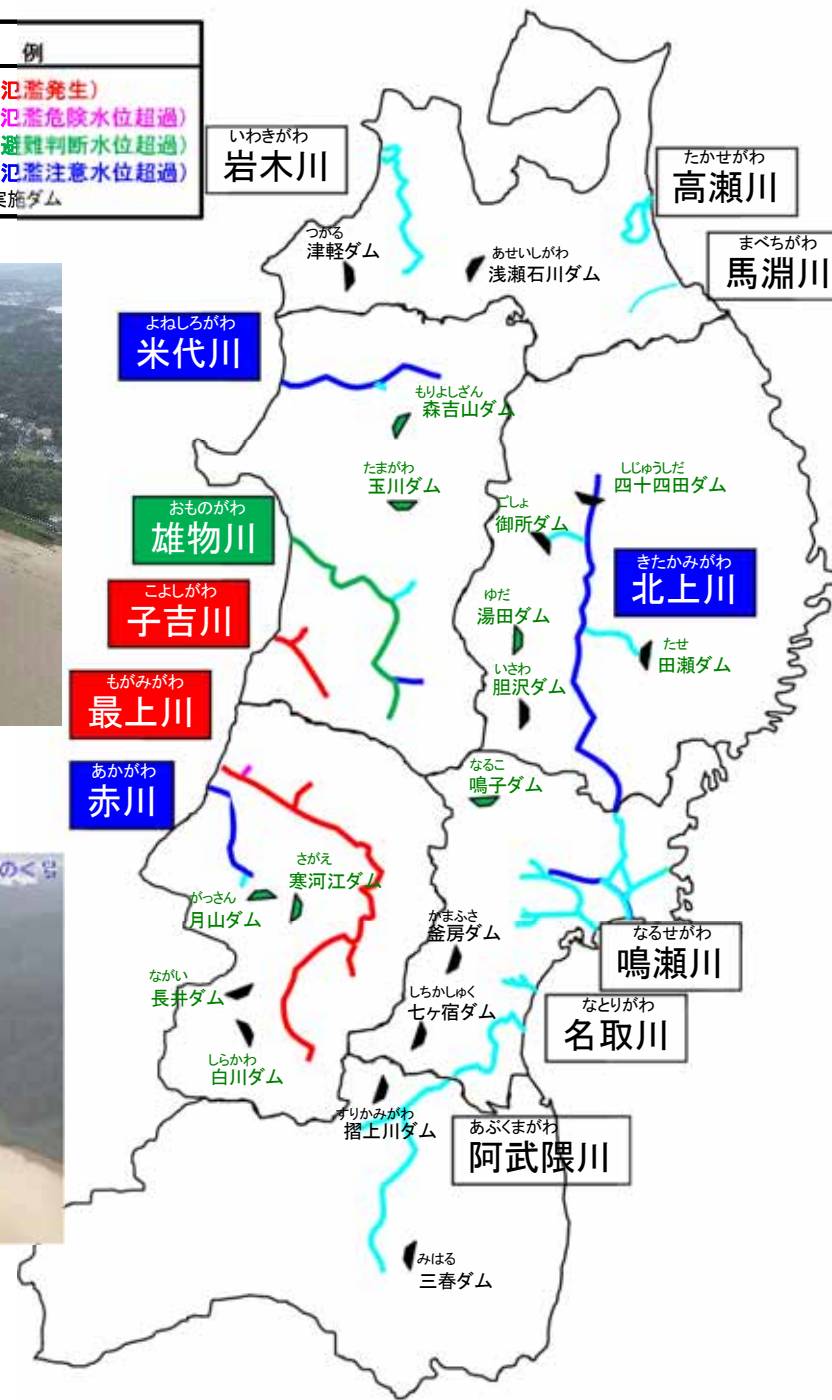 例
氾濫発生）
氾濫危険水位超過）
避難判断水位超過）
氾濫注意水位超過）
実施ダム
いわきがわ
岩木川
たかせがわ
高瀬川
まべちがわ
馬淵川
つがる
津軽ダム
あせいしがわ
浅瀬石川ダム
よねしろがわ
米代川
もりよしざん
森吉山ダム
たまがわ
玉川ダム
しじゅうしだ
四十四田ダム
ごしょ
御所ダム
おものがわ
雄物川
きたかみがわ
北上川
こよしがわ
子吉川
ゆだ
湯田ダム
たせ
田瀬ダム
いさわ
胆沢ダム
もがみがわ
最上川
あかがわ
赤川
なるこ
鳴子ダム
さがえ
寒河江ダム
がっさん
月山ダム
かまふさ
釜房ダム
なるせがわ
鳴瀬川
ながい
長井ダム
しちかしゅく
七ヶ宿ダム
なとりがわ
名取川
しらかわ
白川ダム
すりかみがわ
摺上川ダム
あぶくまがわ
阿武隈川
みはる
三春ダム
のく